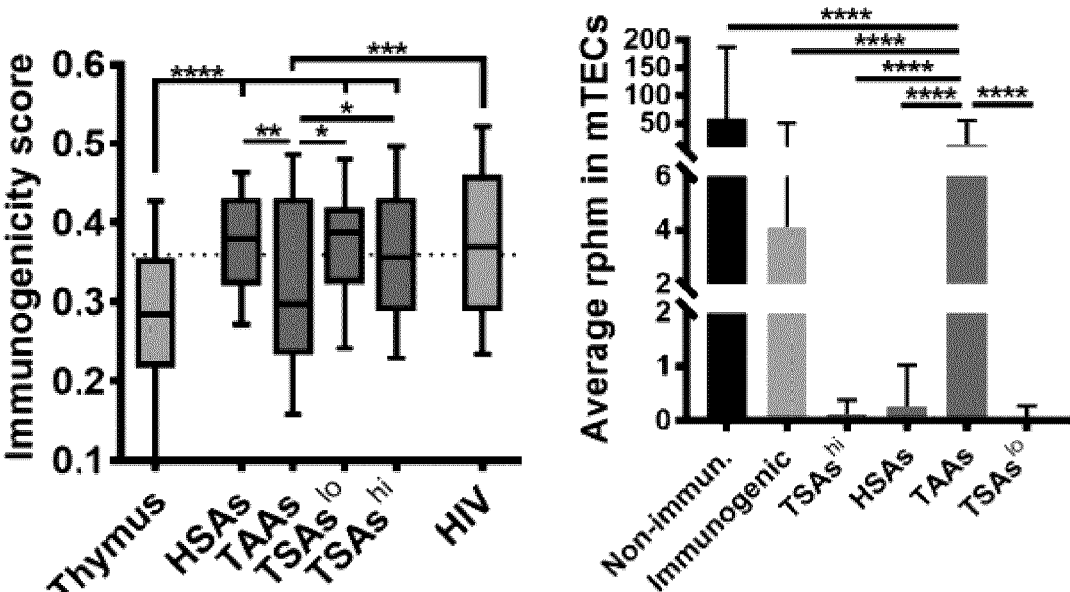 Immunogenicity score
0.6
0.5
0.4
0.3
0.2
0.1
****
***
*
**
*
Thymus
HSAs
TAAs
TSAs lo
TSAs hi
HIV
Average rphm in mTECs
200
150
100
50
6
4
2
2
1
0
****
****
****
****
****
Non-immun.
Immunogenic
TSAs hi
HSAs
TAAs
TSAs lo